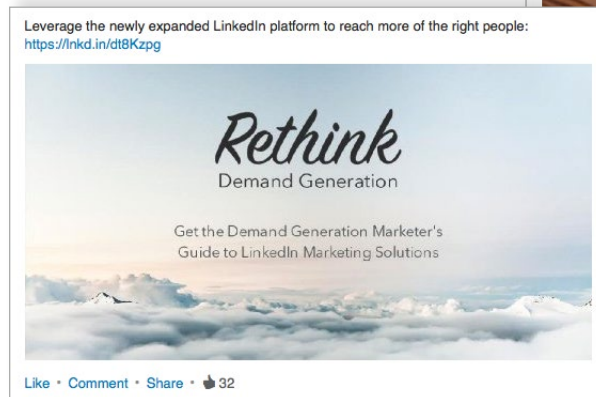 Leverage the newly expanded LinkedIn platform to reach more of the right people:
https://lnkd.in/dt8Kzpg
Rethink
Demand Generation
Get the Demand Generation Marketer's
Guide to LinkedIn Marketing Solutions
Like · Comment · Share · 32